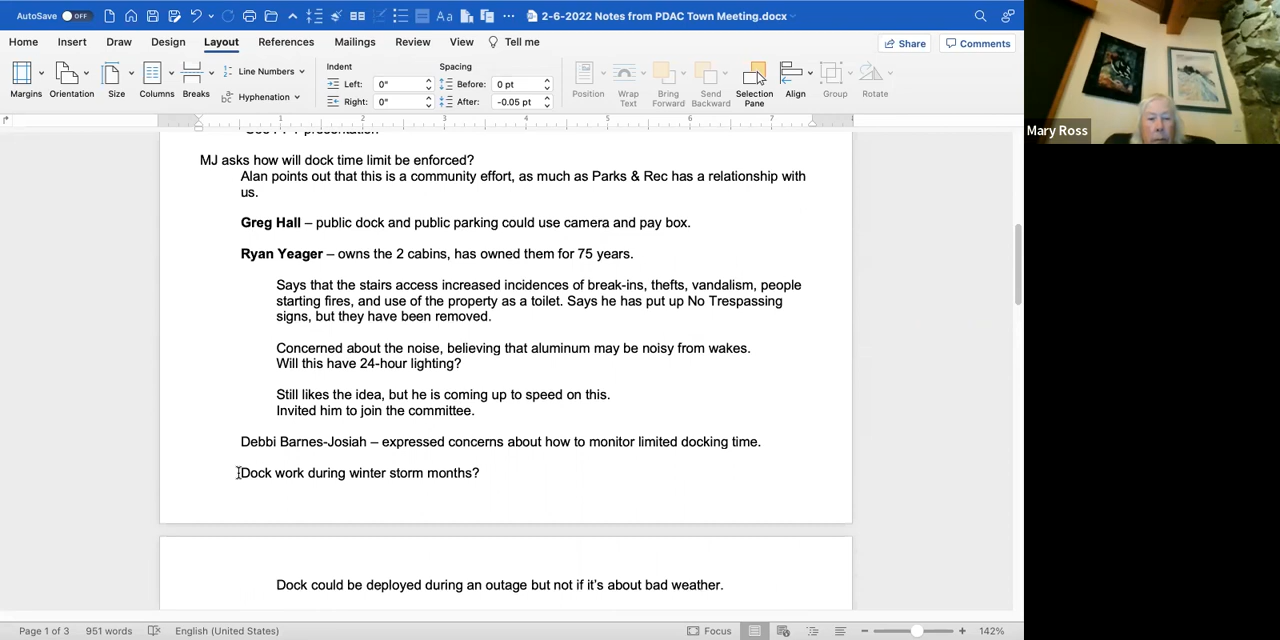 AutoSave OFF
2-6-2022 Notes from PDAC Town Meeting.docx
Home Insert Draw Design Layout References Mailings Review View Tell me
Share Comments
Margins Orientation Size Columns Breaks
Line Numbers
Hyphenation
Indent
Left: 0"
Right: 0"
Spacing
Before: 0 pt
After: -0.05 pt
Position Wrap Text Bring Forward Send Backward Selection Pane Align Group Rotate
1 2 3 5 6 7
presentation
MJ asks how will dock time limit be enforced?
Alan points out that this is a community effort, as much as Parks & Rec has a relationship with
us.
Greg Hall – public dock and public parking could use camera and pay box.
Ryan Yeager – owns the 2 cabins, has owned them for 75 years.
Says that the stairs access increased incidences of break-ins, thefts, vandalism, people
starting fires, and use of the property as a toilet. Says he has put up No Trespassing
signs, but they have been removed.
Concerned about the noise, believing that aluminum may be noisy from wakes.
Will this have 24-hour lighting?
Still likes the idea, but he is coming up to speed on this.
Invited him to join the committee.
Debbi Barnes-Josiah – expressed concerns about how to monitor limited docking time.
Dock work during winter storm months?
Dock could be deployed during an outage but not if it's about bad weather.
Page 1 of 3 951 words English (United States) Focus 142%
Mary Ross